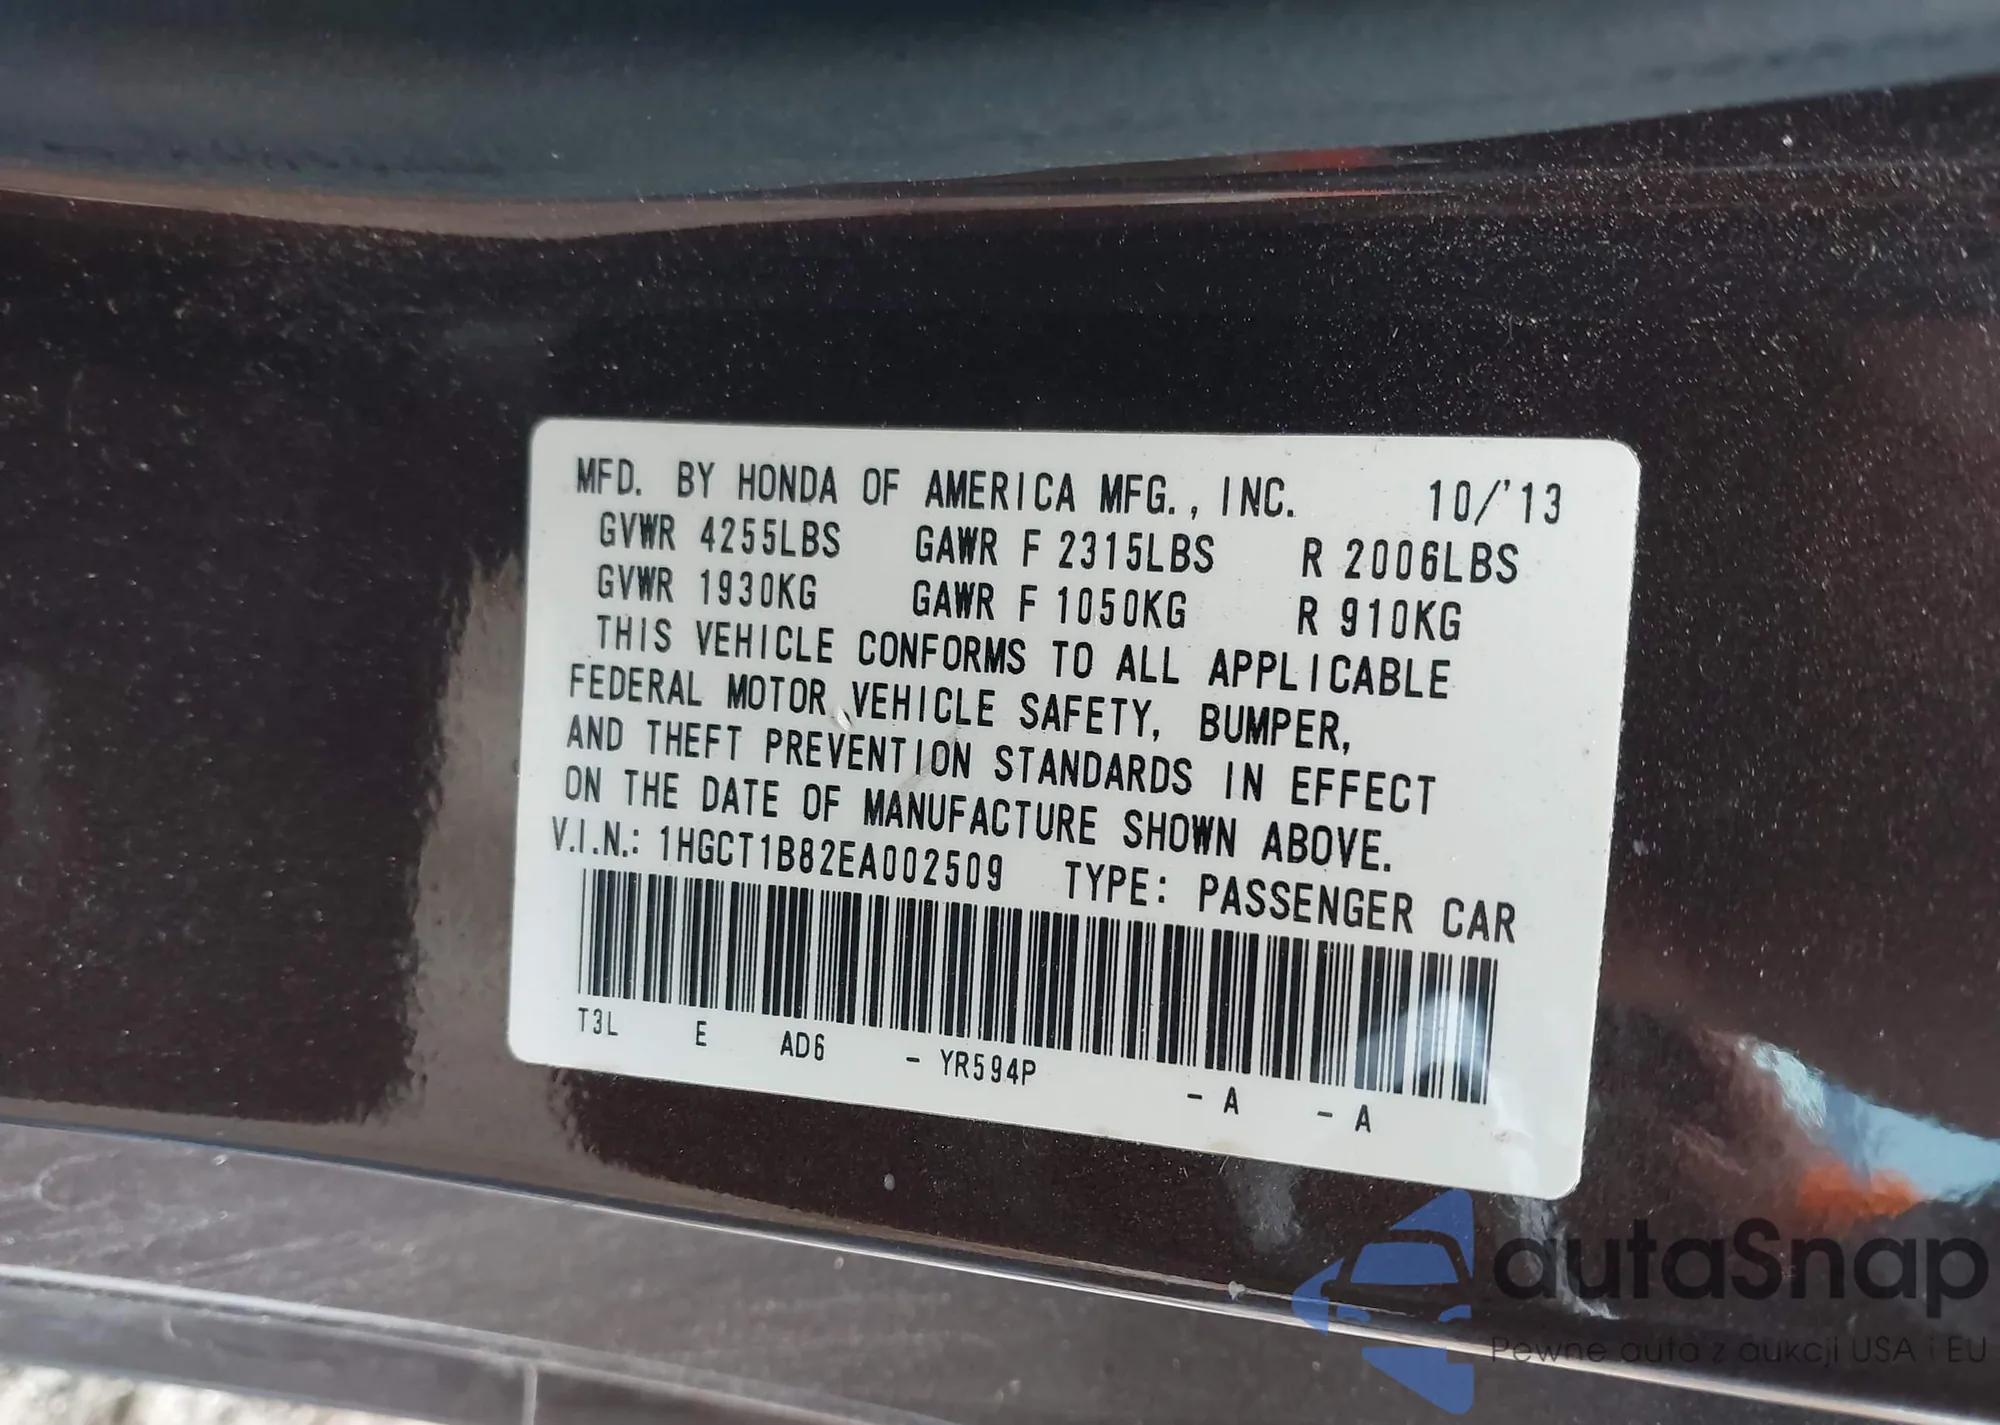 MFD. BY HONDA OF AMERICA MFG., INC. 10/'13
GVWR 4255LBS GAWR F 2315LBS R 2006LBS
GVWR 1930KG GAWR F 1050KG R 910KG
THIS VEHICLE CONFORMS TO ALL APPLICABLE
FEDERAL MOTOR VEHICLE SAFETY, BUMPER,
AND THEFT PREVENTION STANDARDS IN EFFECT
ON THE DATE OF MANUFACTURE SHOWN ABOVE.
V.I.N.: 1HGCT1B82EA002509 TYPE: PASSENGER CAR
T3L E AD6 - YR594P - A - A
autaSnap
Pewne auta z aukcji USA i EU